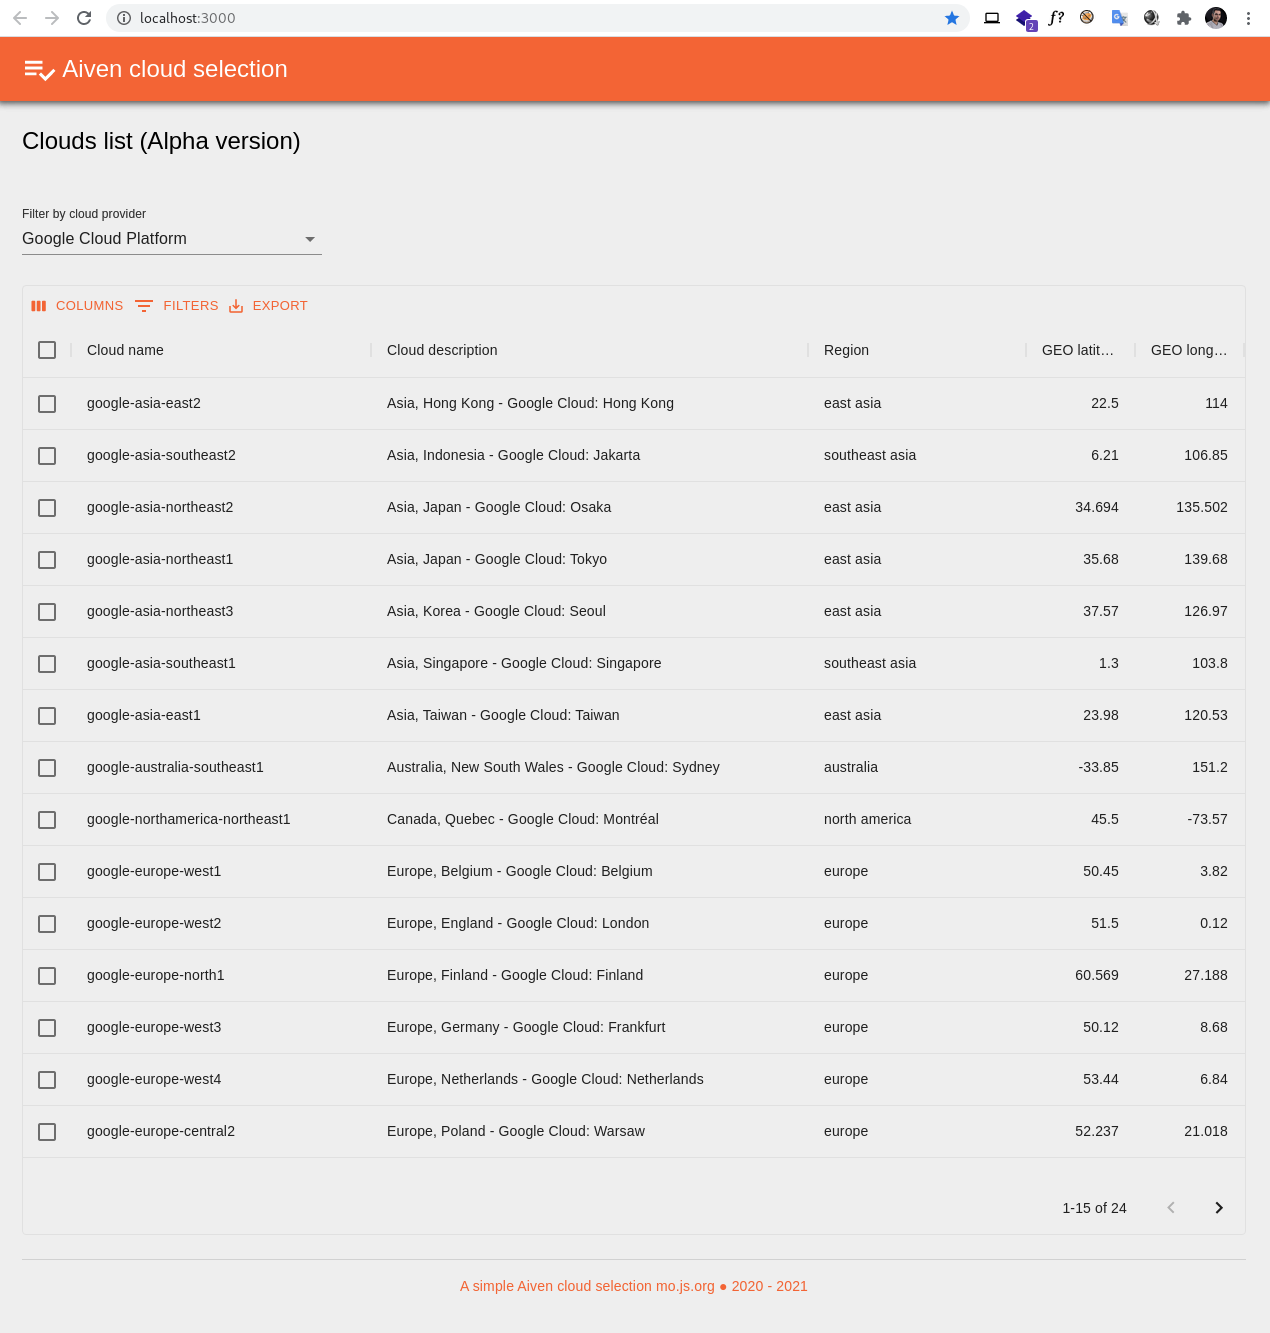 localhost:3000
2
f?
Aiven cloud selection
Clouds list (Alpha version)
Filter by cloud provider
Google Cloud Platform
COLUMNS FILTERS EXPORT
Cloud name Cloud description Region GEO latit... GEO long...
google-asia-east2 Asia, Hong Kong - Google Cloud: Hong Kong east asia 22.5 114
google-asia-southeast2 Asia, Indonesia - Google Cloud: Jakarta southeast asia 6.21 106.85
google-asia-northeast2 Asia, Japan - Google Cloud: Osaka east asia 34.694 135.502
google-asia-northeast1 Asia, Japan - Google Cloud: Tokyo east asia 35.68 139.68
google-asia-northeast3 Asia, Korea - Google Cloud: Seoul east asia 37.57 126.97
google-asia-southeast1 Asia, Singapore - Google Cloud: Singapore southeast asia 1.3 103.8
google-asia-east1 Asia, Taiwan - Google Cloud: Taiwan east asia 23.98 120.53
google-australia-southeast1 Australia, New South Wales - Google Cloud: Sydney australia -33.85 151.2
google-northamerica-northeast1 Canada, Quebec - Google Cloud: Montréal north america 45.5 -73.57
google-europe-west1 Europe, Belgium - Google Cloud: Belgium europe 50.45 3.82
google-europe-west2 Europe, England - Google Cloud: London europe 51.5 0.12
google-europe-north1 Europe, Finland - Google Cloud: Finland europe 60.569 27.188
google-europe-west3 Europe, Germany - Google Cloud: Frankfurt europe 50.12 8.68
google-europe-west4 Europe, Netherlands - Google Cloud: Netherlands europe 53.44 6.84
google-europe-central2 Europe, Poland - Google Cloud: Warsaw europe 52.237 21.018
1-15 of 24
A simple Aiven cloud selection mo.js.org ● 2020 - 2021